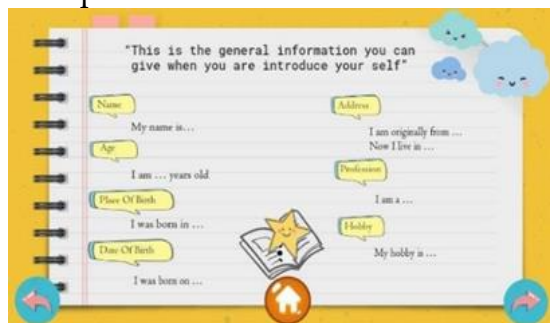 "This is the general information you can
give when you are introduce your self"
Name
My name is...
Age
I am ... years old
Place Of Birth
I was born in ...
Date Of Birth
I was born on ...
Address
I am originally from ...
Now I live in ...
Profession
I am a ...
Hobby
My hobby is ...